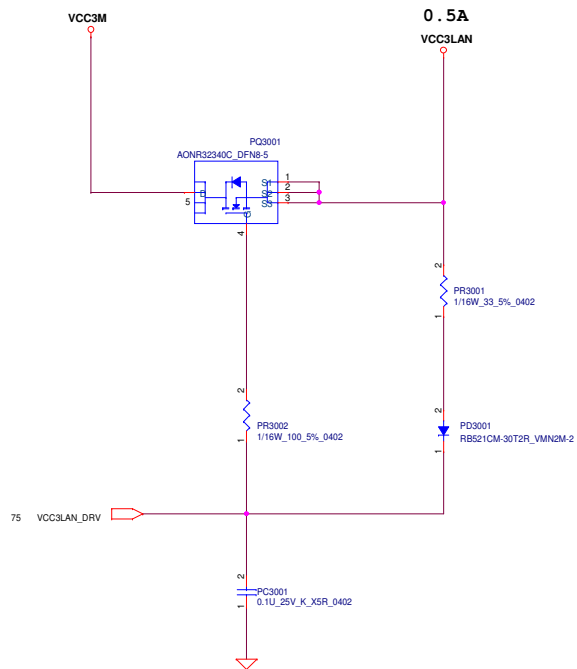 0.5A
VCC3M
VCC3LAN
PQ3001
AONR32340C_DFN8-5
D
5
S1
S2
S3
1
2
3
G
4
2
PR3001
1/16W_33_5%_0402
1
2
PR3002
1/16W_100_5%_0402
1
2
PD3001
RB521CM-30T2R_VMN2M-2
1
75 VCC3LAN_DRV
2
PC3001
0.1U_25V_K_X5R_0402
1